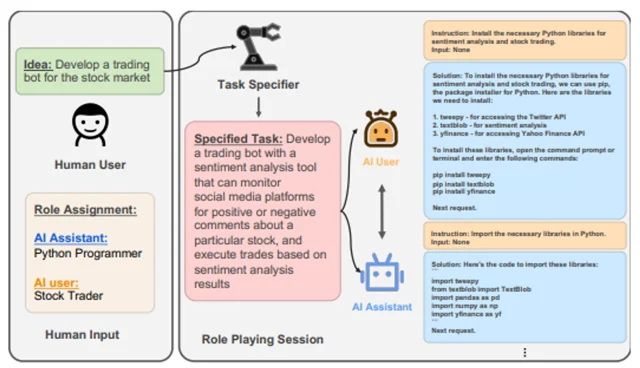 Idea: Develop a trading
bot for the stock market
Human User
Role Assignment:
AI Assistant:
Python Programmer
AI user:
Stock Trader
Human Input
Task Specifier
Specified Task: Develop
a trading bot with a
sentiment analysis tool
that can monitor
social media platforms
for positive or negative
comments about a
particular stock, and
execute trades based on
sentiment analysis
results
AI User
AI Assistant
Role Playing Session
Instruction: Install the necessary Python libraries for
sentiment analysis and stock trading.
Input: None
Solution: To install the necessary Python libraries for
sentiment analysis and stock trading, we can use pip,
the package installer for Python. Here are the libraries
we need to install:
1. tweepy - for accessing the Twitter API
2. textblob - for sentiment analysis
3. yfinance - for accessing Yahoo Finance API
To install these libraries, open the command prompt or
terminal and enter the following commands:
pip install tweepy
pip install textblob
pip install yfinance
Next request.
Instruction: Import the necessary libraries in Python.
Input: None
Solution: Here's the code to import these libraries:
```
import tweepy
from textblob import TextBlob
import pandas as pd
import numpy as np
import yfinance as yf
```
Next request.